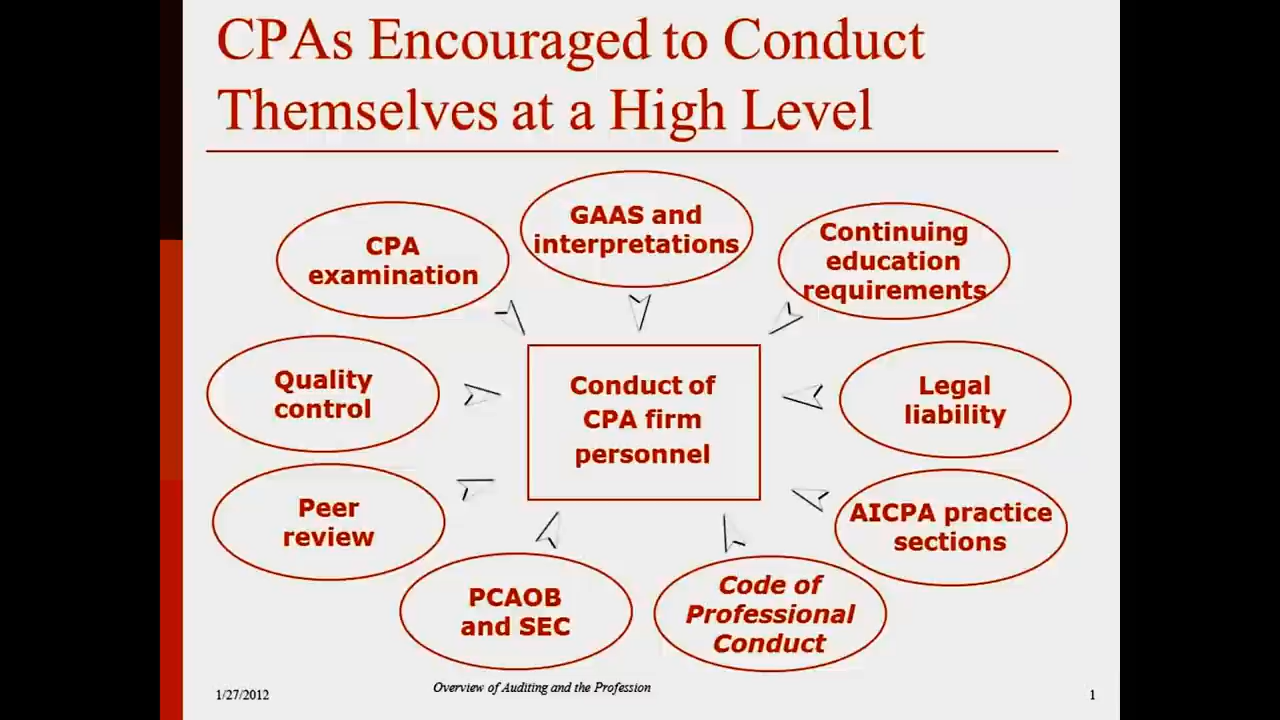 CPAs Encouraged to Conduct
Themselves at a High Level
GAAS and
interpretations
CPA
examination
Continuing
education
requirements
Quality
control
Conduct of
CPA firm
personnel
Legal
liability
Peer
review
AICPA practice
sections
PCAOB
and SEC
Code of
Professional
Conduct
1/27/2012
Overview of Auditing and the Profession
1